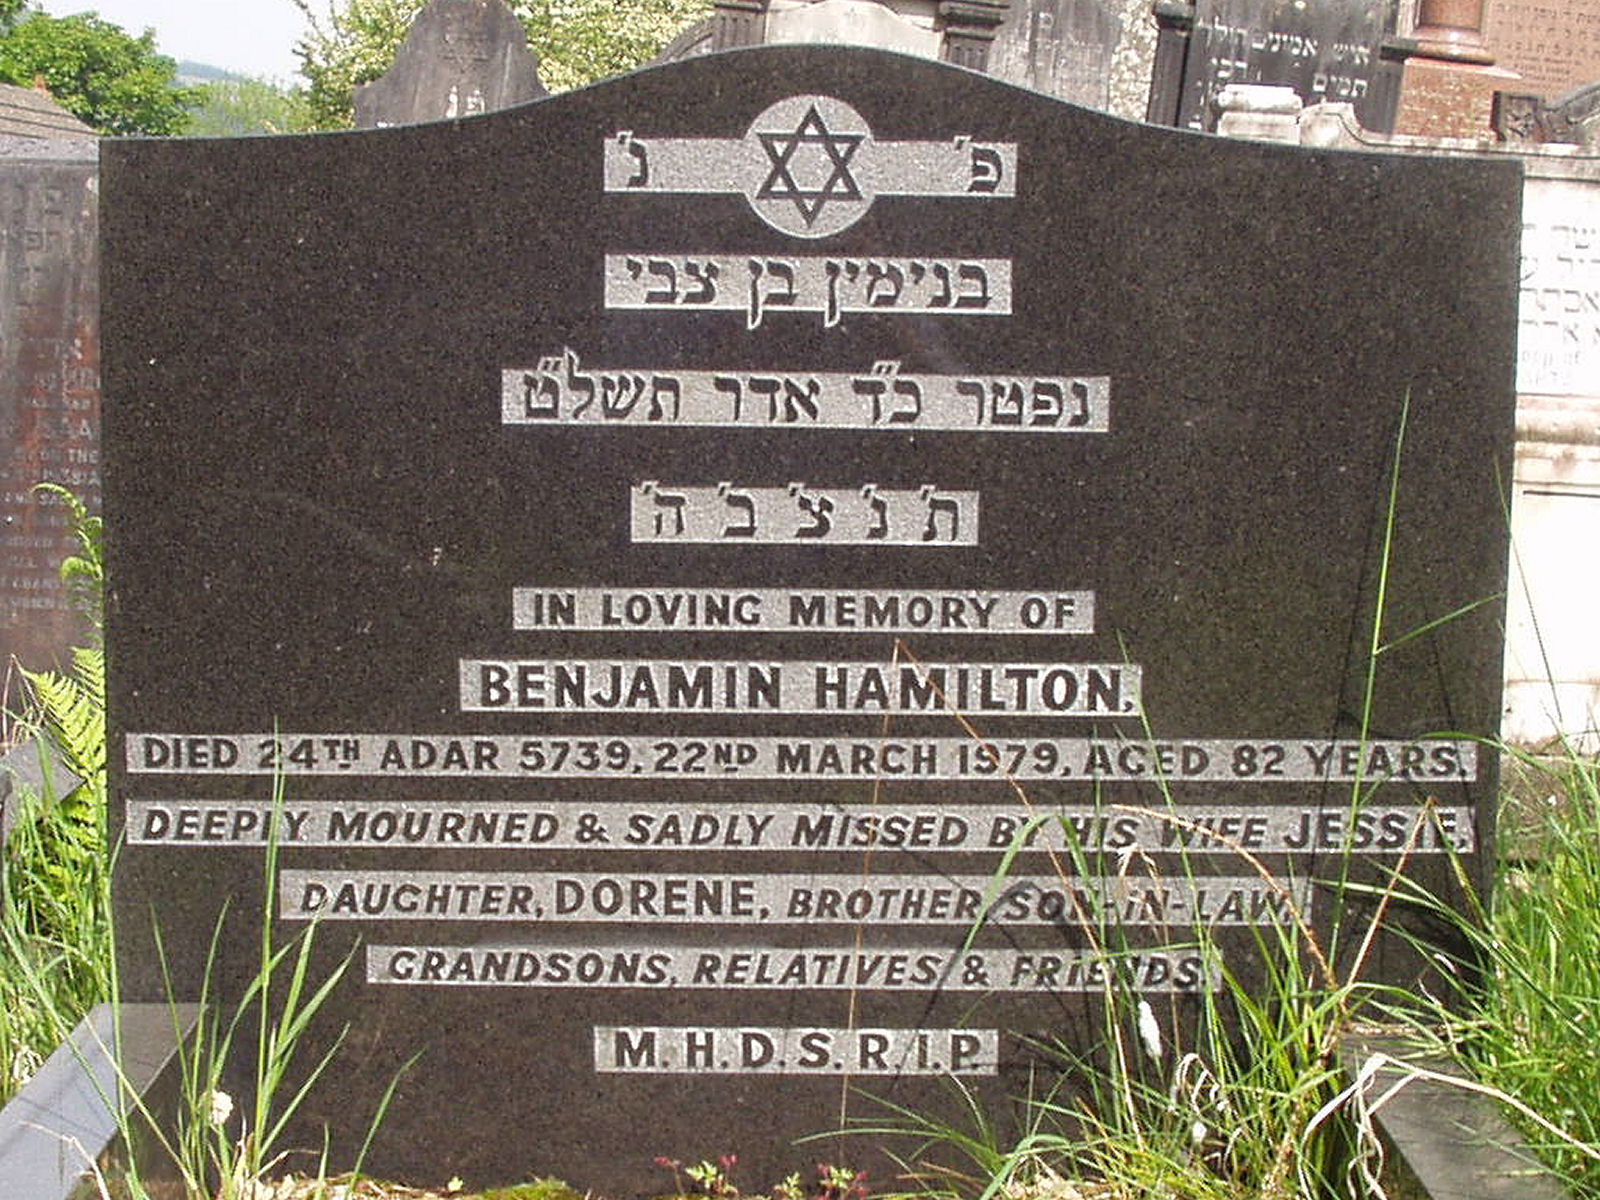 פ׳ נ׳
בנימין בן צבי
נפטר כ״ד אדר תשל״ט
ת׳ נ׳ צ׳ ב׳ ה׳
IN LOVING MEMORY OF
BENJAMIN HAMILTON,
DIED 24TH ADAR 5739, 22ND MARCH 1979, AGED 82 YEARS.
DEEPLY MOURNED & SADLY MISSED BY HIS WIFE JESSIE,
DAUGHTER, DORENE, BROTHER, SON-IN-LAW,
GRANDSONS, RELATIVES & FRIENDS.
M.H.D.S.R.I.P.